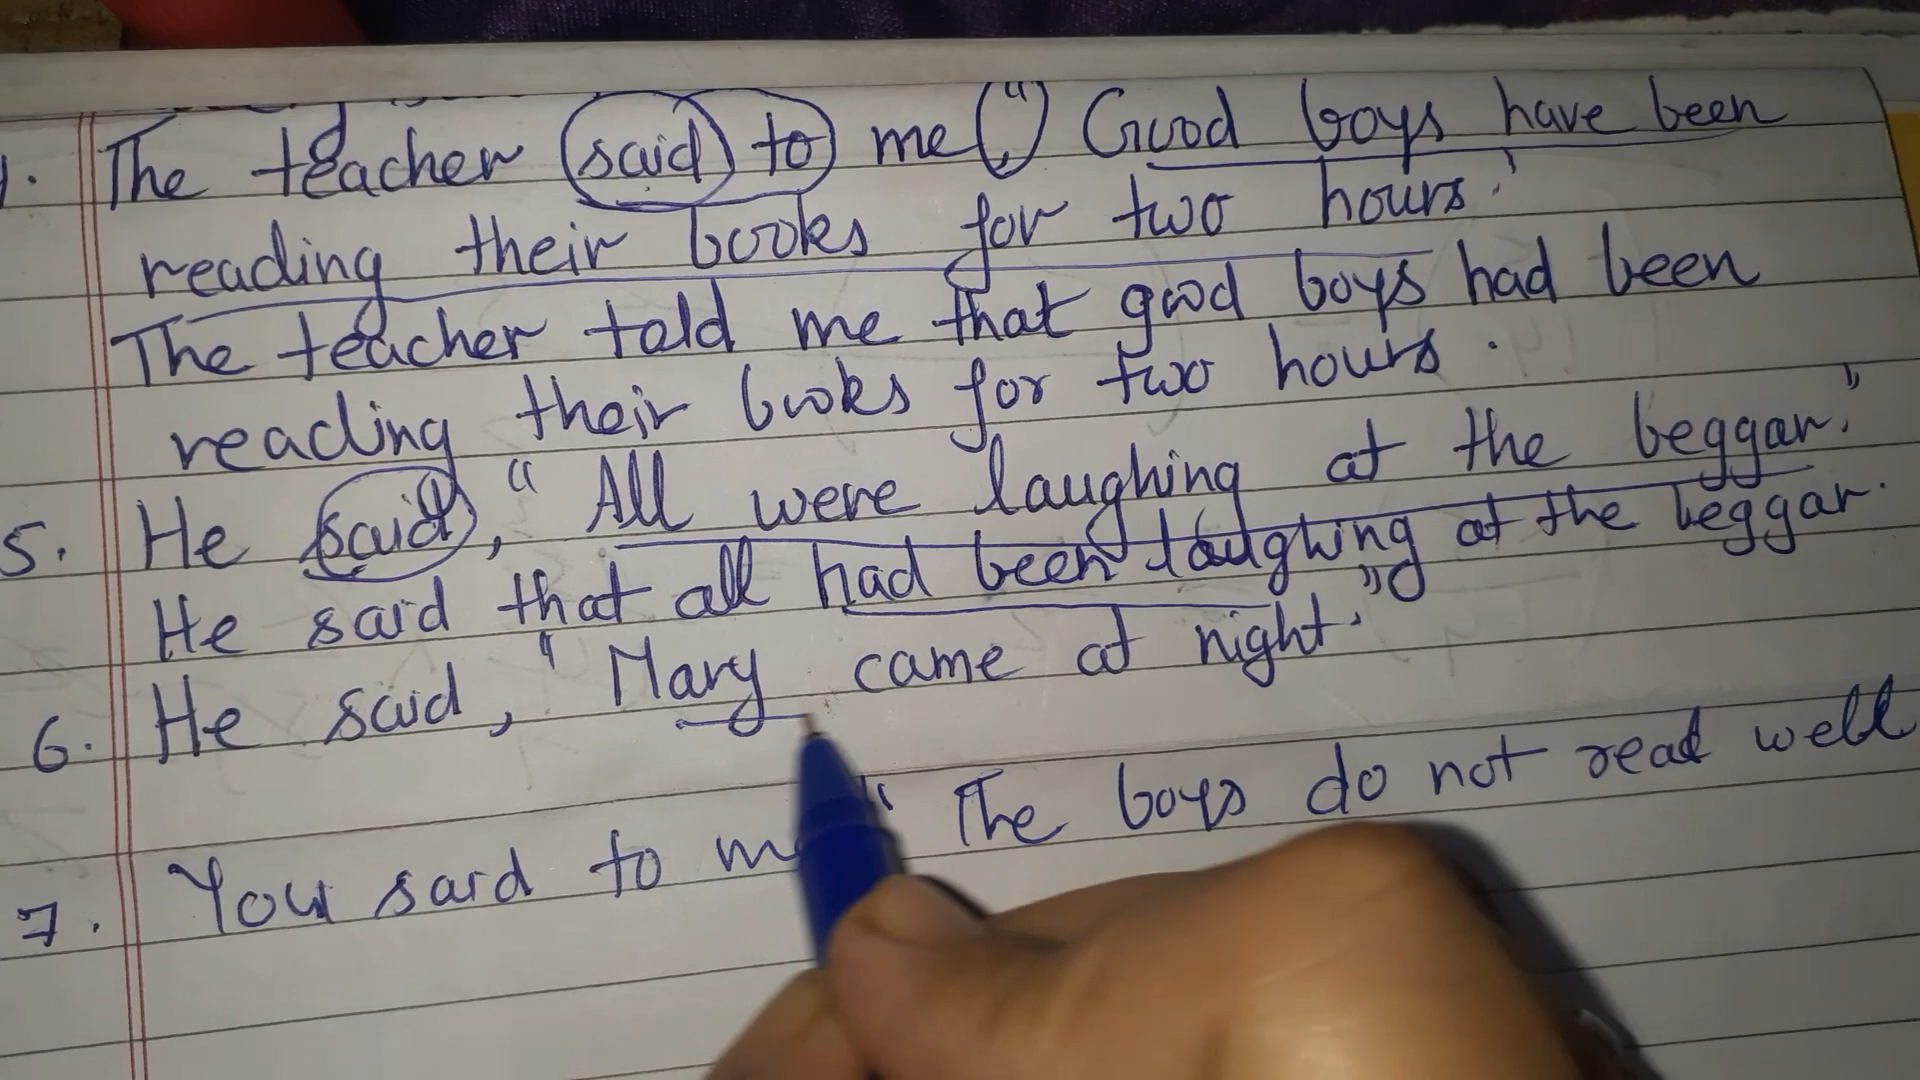 1. The teacher said to me, " Good boys have been
reading their books for two hours."
The teacher told me that good boys had been
reading their books for two hours.
5. He said, " All were laughing at the beggar."
He said that all had been laughing at the beggar.
6. He said, " Mary came at night."
7. You said to " The boys do not read well